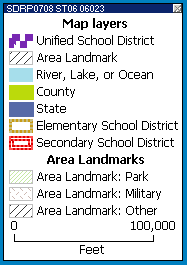 SDRP0708 ST06 06023
Map layers
Unified School District
Area Landmark
River, Lake, or Ocean
County
State
Elementary School District
Secondary School District
Area Landmarks
Area Landmark: Park
Area Landmark: Military
Area Landmark: Other
0 100,000
Feet